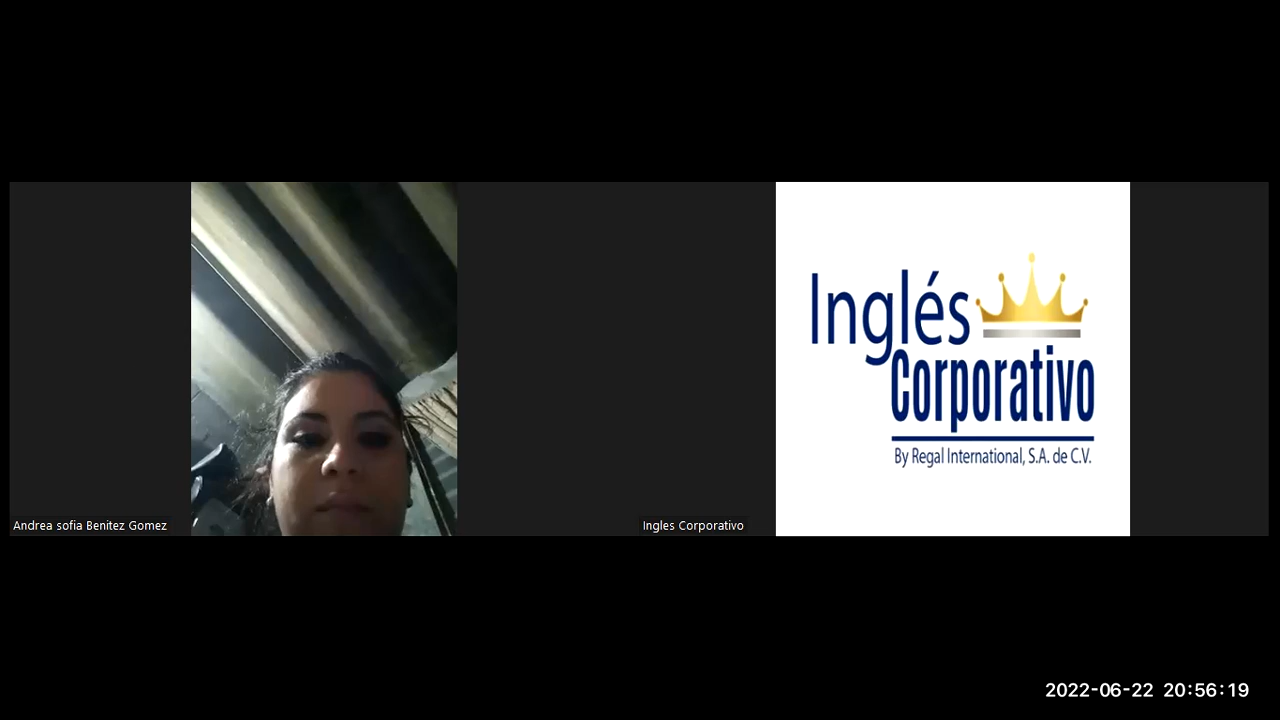 Inglés
Corporativo
By Regal International, S.A. de C.V.
Andrea sofia Benitez Gomez
Ingles Corporativo
2022-06-22 20:56:19